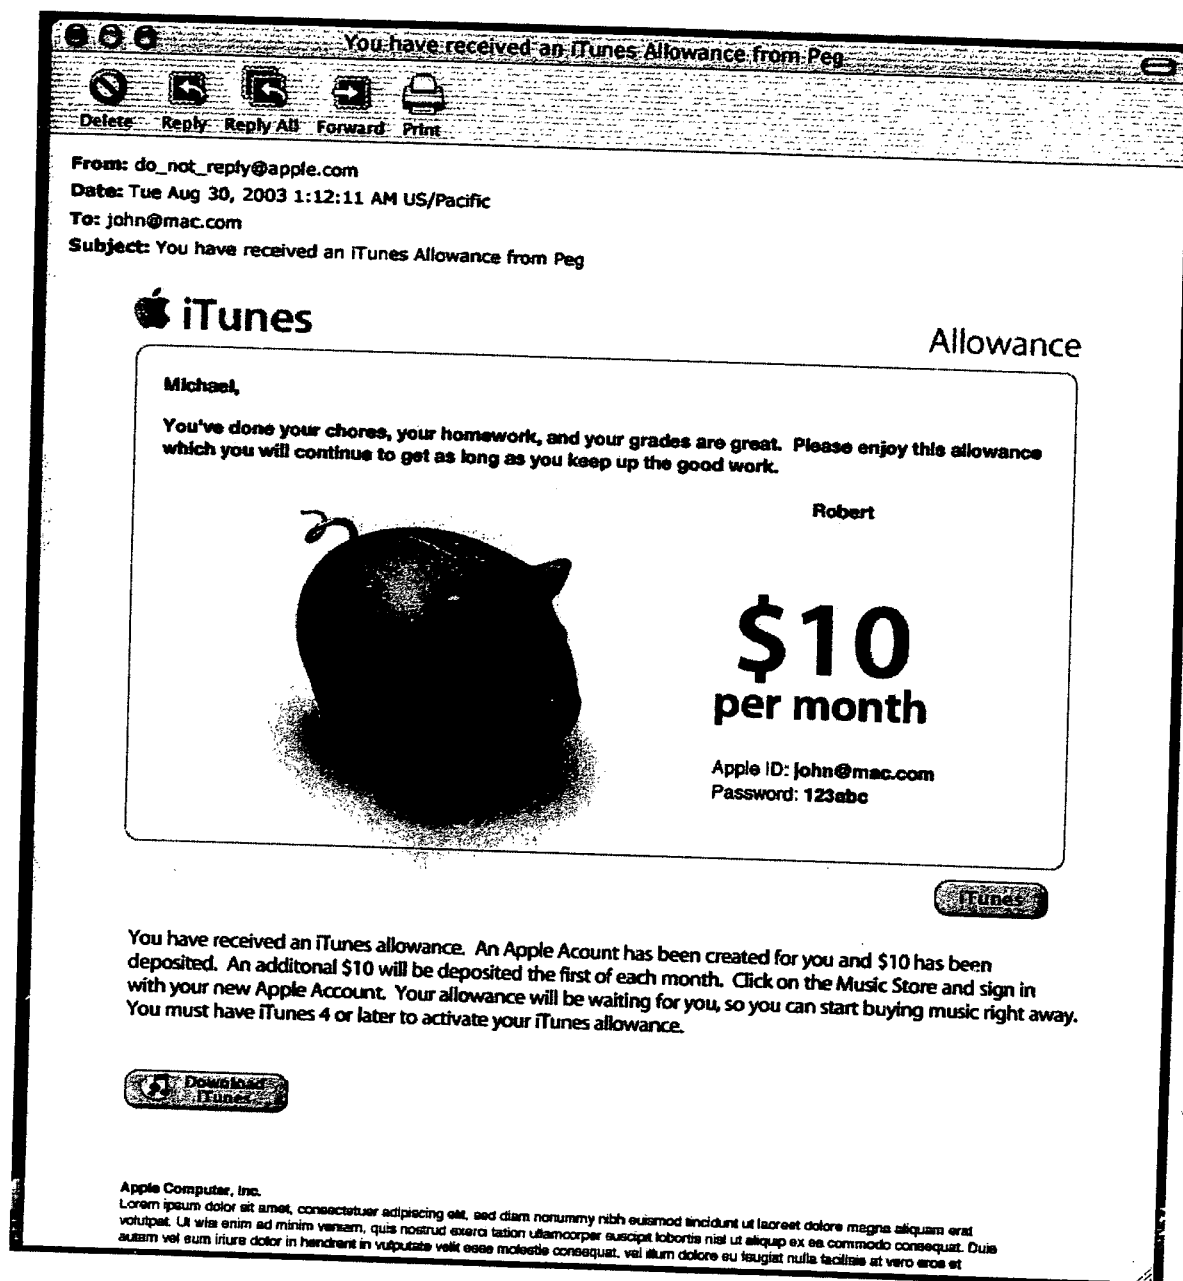 You have received an iTunes Allowance from Peg
Delete Reply Reply All Forward Print
From: do_not_reply@apple.com
Date: Tue Aug 30, 2003 1:12:11 AM US/Pacific
To: john@mac.com
Subject: You have received an iTunes Allowance from Peg
iTunes
Allowance
Michael,
You've done your chores, your homework, and your grades are great. Please enjoy this allowance
which you will continue to get as long as you keep up the good work.
Robert
$10
per month
Apple ID: john@mac.com
Password: 123abc
iTunes
You have received an iTunes allowance. An Apple Acount has been created for you and $10 has been
deposited. An additonal $10 will be deposited the first of each month. Click on the Music Store and sign in
with your new Apple Account. Your allowance will be waiting for you, so you can start buying music right away.
You must have iTunes 4 or later to activate your iTunes allowance.
Download
iTunes
Apple Computer, Inc.
Lorem ipsum dolor sit amet, consectetuer adipiscing elit, sed diam nonummy nibh euismod tincidunt ut laoreet dolore magna aliquam erat
volutpat. Ut wisi enim ad minim veniam, quis nostrud exerci tation ullamcorper suscipit lobortis nisl ut aliquip ex ea commodo consequat. Duis
autem vel eum iriure dolor in hendrerit in vulputate velit esse molestie consequat, vel illum dolore eu feugiat nulla facilisis at vero eros et